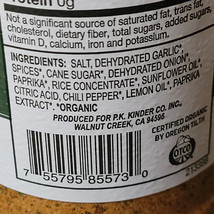 rotein 0g
Not a significant source of saturated fat, trans fat,
cholesterol, dietary fiber, total sugars, added sugars,
vitamin D, calcium, iron and potassium.
INGREDIENTS: SALT, DEHYDRATED GARLIC*,
SPICES*, CANE SUGAR*, DEHYDRATED ONION*,
PAPRIKA*, RICE CONCENTRATE*, SUNFLOWER OIL*,
CITRIC ACID, CHILI PEPPER*, LEMON OIL*, PAPRIKA
EXTRACT*. *ORGANIC
PRODUCED FOR P.K. KINDER CO. INC.,
WALNUT CREEK, CA 94595
CERTIFIED ORGANIC
BY OREGON TILTH
OTCO
7 55795 85573 0